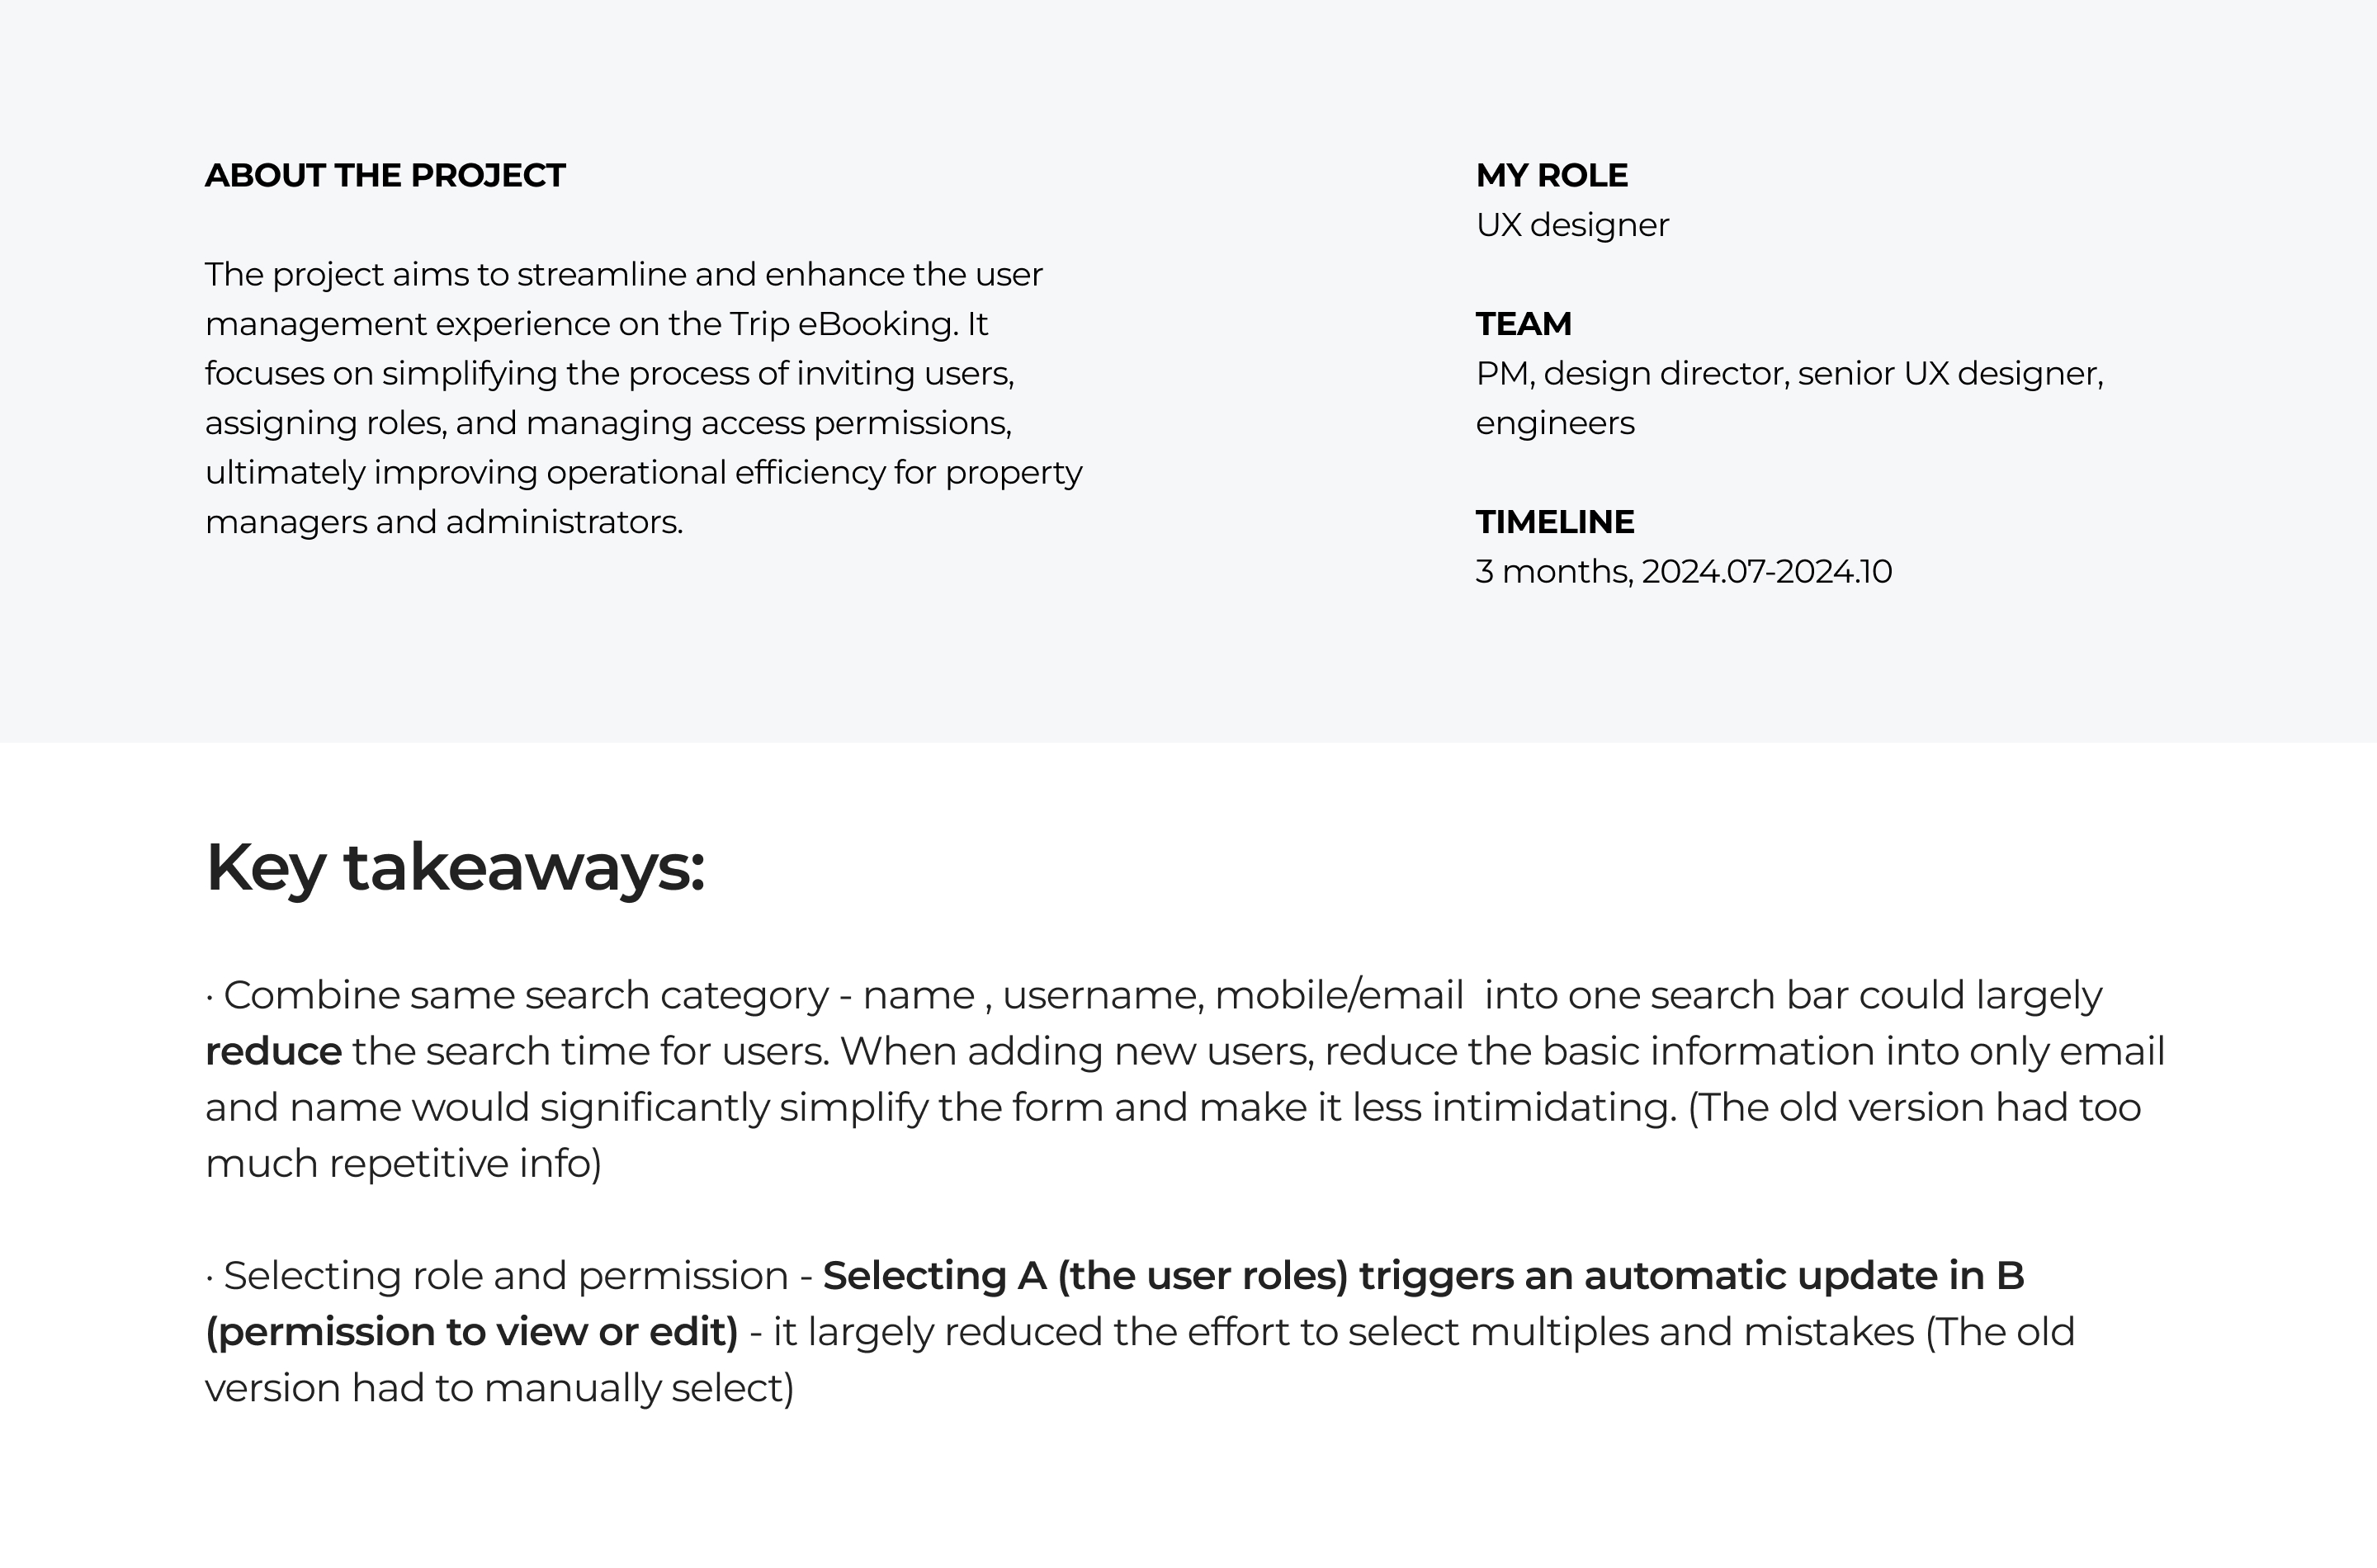 ABOUT THE PROJECT
The project aims to streamline and enhance the user
management experience on the Trip eBooking. It
focuses on simplifying the process of inviting users,
assigning roles, and managing access permissions,
ultimately improving operational efficiency for property
managers and administrators.
MY ROLE
UX designer
TEAM
PM, design director, senior UX designer,
engineers
TIMELINE
3 months, 2024.07-2024.10
Key takeaways:
· Combine same search category - name , username, mobile/email  into one search bar could largely
reduce the search time for users. When adding new users, reduce the basic information into only email
and name would significantly simplify the form and make it less intimidating. (The old version had too
much repetitive info)
· Selecting role and permission - Selecting A (the user roles) triggers an automatic update in B
(permission to view or edit) - it largely reduced the effort to select multiples and mistakes (The old
version had to manually select)